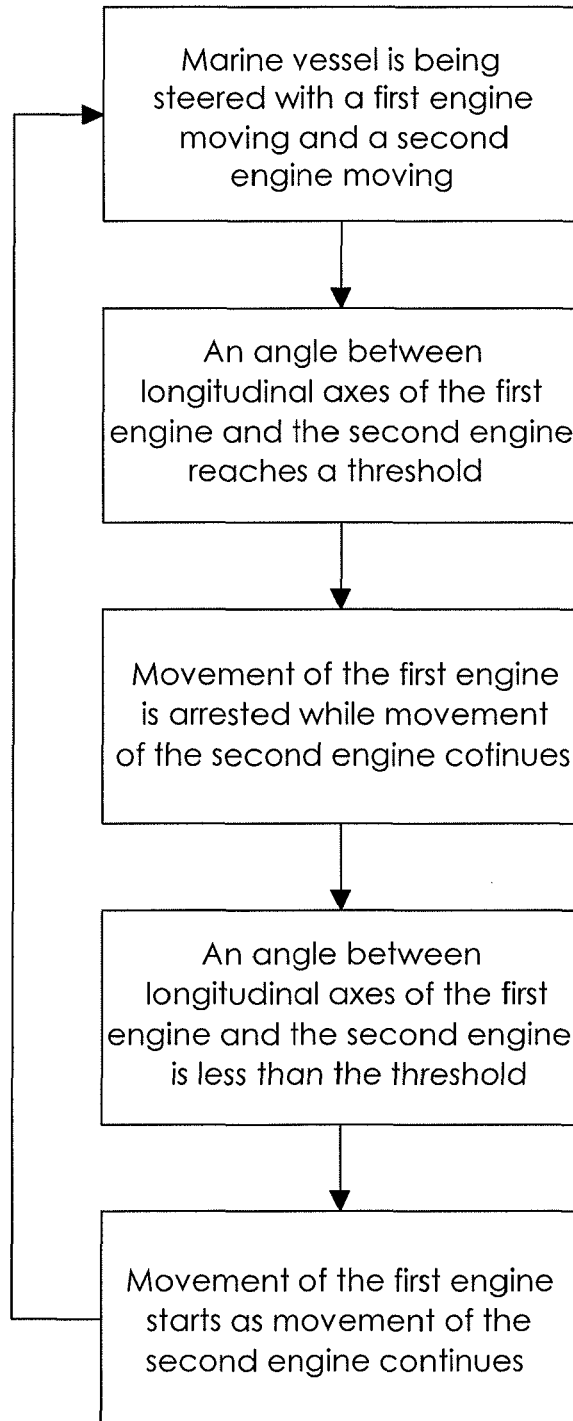 Marine vessel is being
steered with a first engine
moving and a second
engine moving
An angle between
longitudinal axes of the first
engine and the second engine
reaches a threshold
Movement of the first engine
is arrested while movement
of the second engine cotinues
An angle between
longitudinal axes of the first
engine and the second engine
is less than the threshold
Movement of the first engine
starts as movement of the
second engine continues